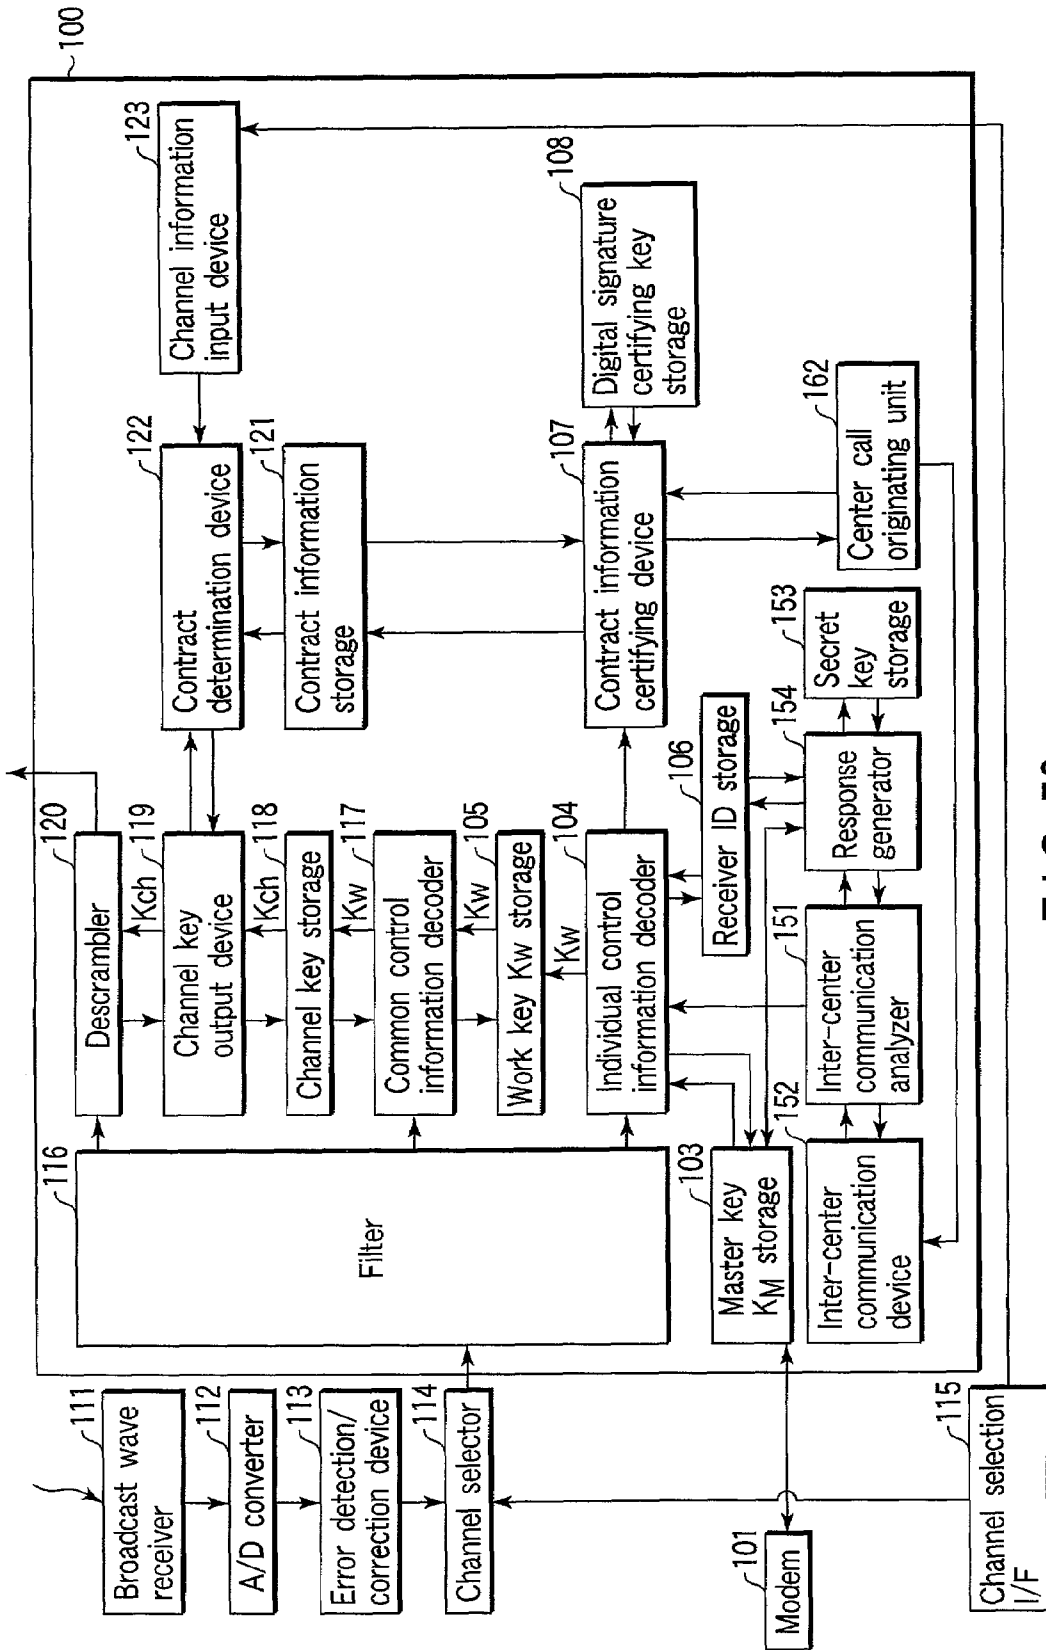 100
111
Broadcast wave
receiver
112
A/D converter
113
Error detection/
correction device
114
Channel selector
116
Filter
120
Descrambler
Kch
119
Channel key
output device
Kch
118
Channel key storage
Kw
117
Common control
information decoder
Kw
105
Work key Kw storage
Kw
104
Individual control
information decoder
123
Channel information
input device
122
Contract
determination device
121
Contract information
storage
108
Digital signature
certifying key
storage
107
Contract information
certifying device
106
Receiver ID storage
103
Master key
KM storage
101
Modem
152
Inter-center
communication
device
151
Inter-center
communication
analyzer
154
Response
generator
153
Secret
key
storage
162
Center call
originating unit
115
Channel selection
I/F